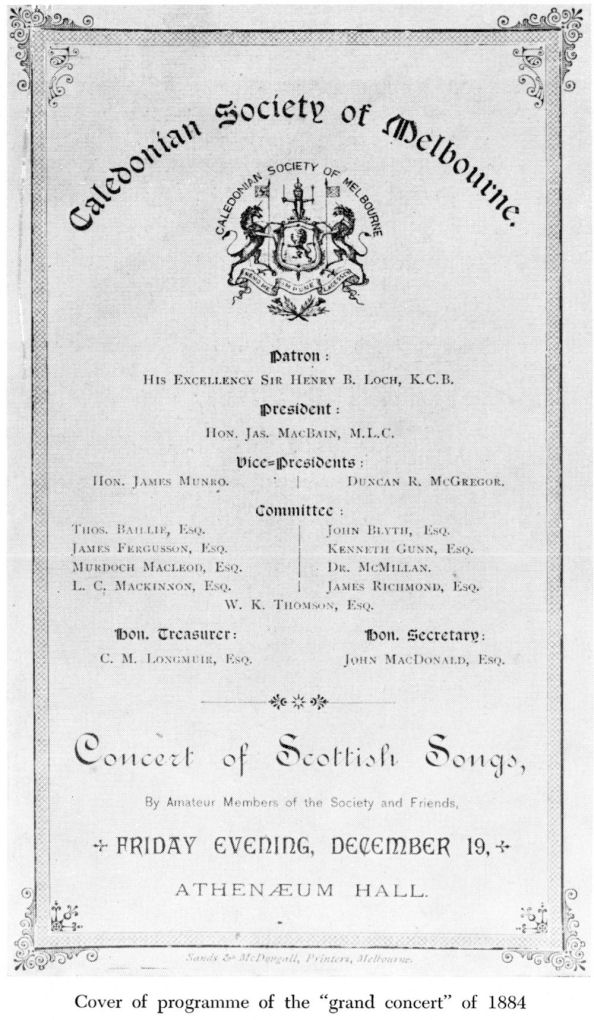 Caledonian Society of Melbourne.
CALEDONIAN SOCIETY OF MELBOURNE
NEMO ME IMPUNE LACESSIT
Patron:
HIS EXCELLENCY SIR HENRY B. LOCH, K.C.B.
President:
HON. JAS. MACBAIN, M.L.C.
Vice-Presidents:
HON. JAMES MUNRO. | DUNCAN R. MCGREGOR.
Committee:
THOS. BAILLIE, ESQ. | JOHN BLYTH, ESQ.
JAMES FERGUSSON, ESQ. | KENNETH GUNN, ESQ.
MURDOCH MACLEOD, ESQ. | DR. MCMILLAN.
L. C. MACKINNON, ESQ. | JAMES RICHMOND, ESQ.
W. K. THOMSON, ESQ.
Hon. Treasurer: Hon. Secretary:
C. M. LONGMUIR, ESQ. JOHN MACDONALD, ESQ.
Concert of Scottish Songs,
By Amateur Members of the Society and Friends,
FRIDAY EVENING, DECEMBER 19,
ATHENÆUM HALL.
Sands & McDougall, Printers, Melbourne.
Cover of programme of the "grand concert" of 1884